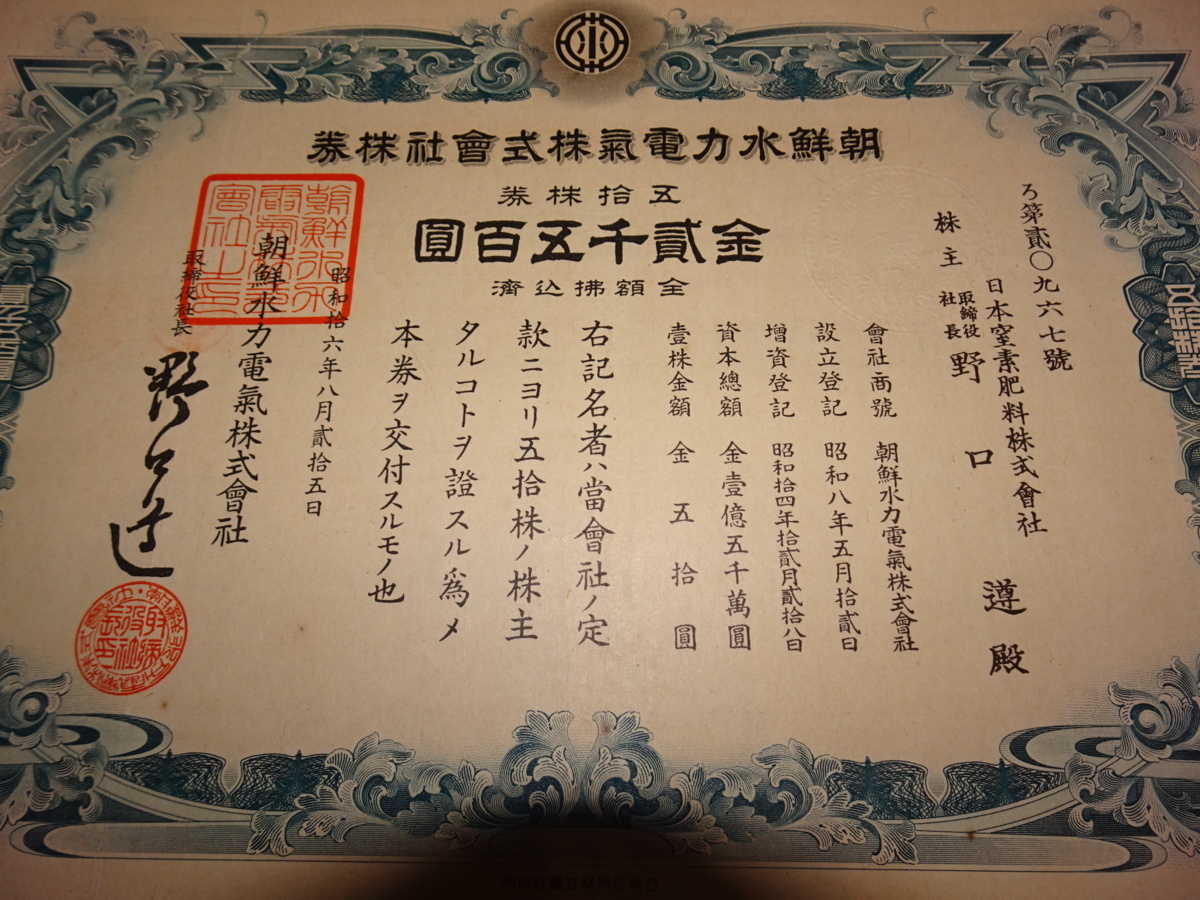 朝鮮水力電氣株式會社株券
五拾株券
金貳千五百圓
全額拂込濟
ろ第貳〇九六七號
日本窒素肥料株式會社
株主 取締役社長 野口遵殿
會社商號 朝鮮水力電氣株式會社
設立登記 昭和八年五月拾貳日
增資登記 昭和拾四年拾貳月貳拾八日
資本總額 金壹億五千萬圓
壹株金額 金五拾圓
右記名者ハ當會社ノ定
款ニヨリ五拾株ノ株主
タルコトヲ證スル爲メ
本券ヲ交付スルモノ也
昭和拾六年八月貳拾五日
朝鮮水力電氣株式會社
取締役社長 野口遵